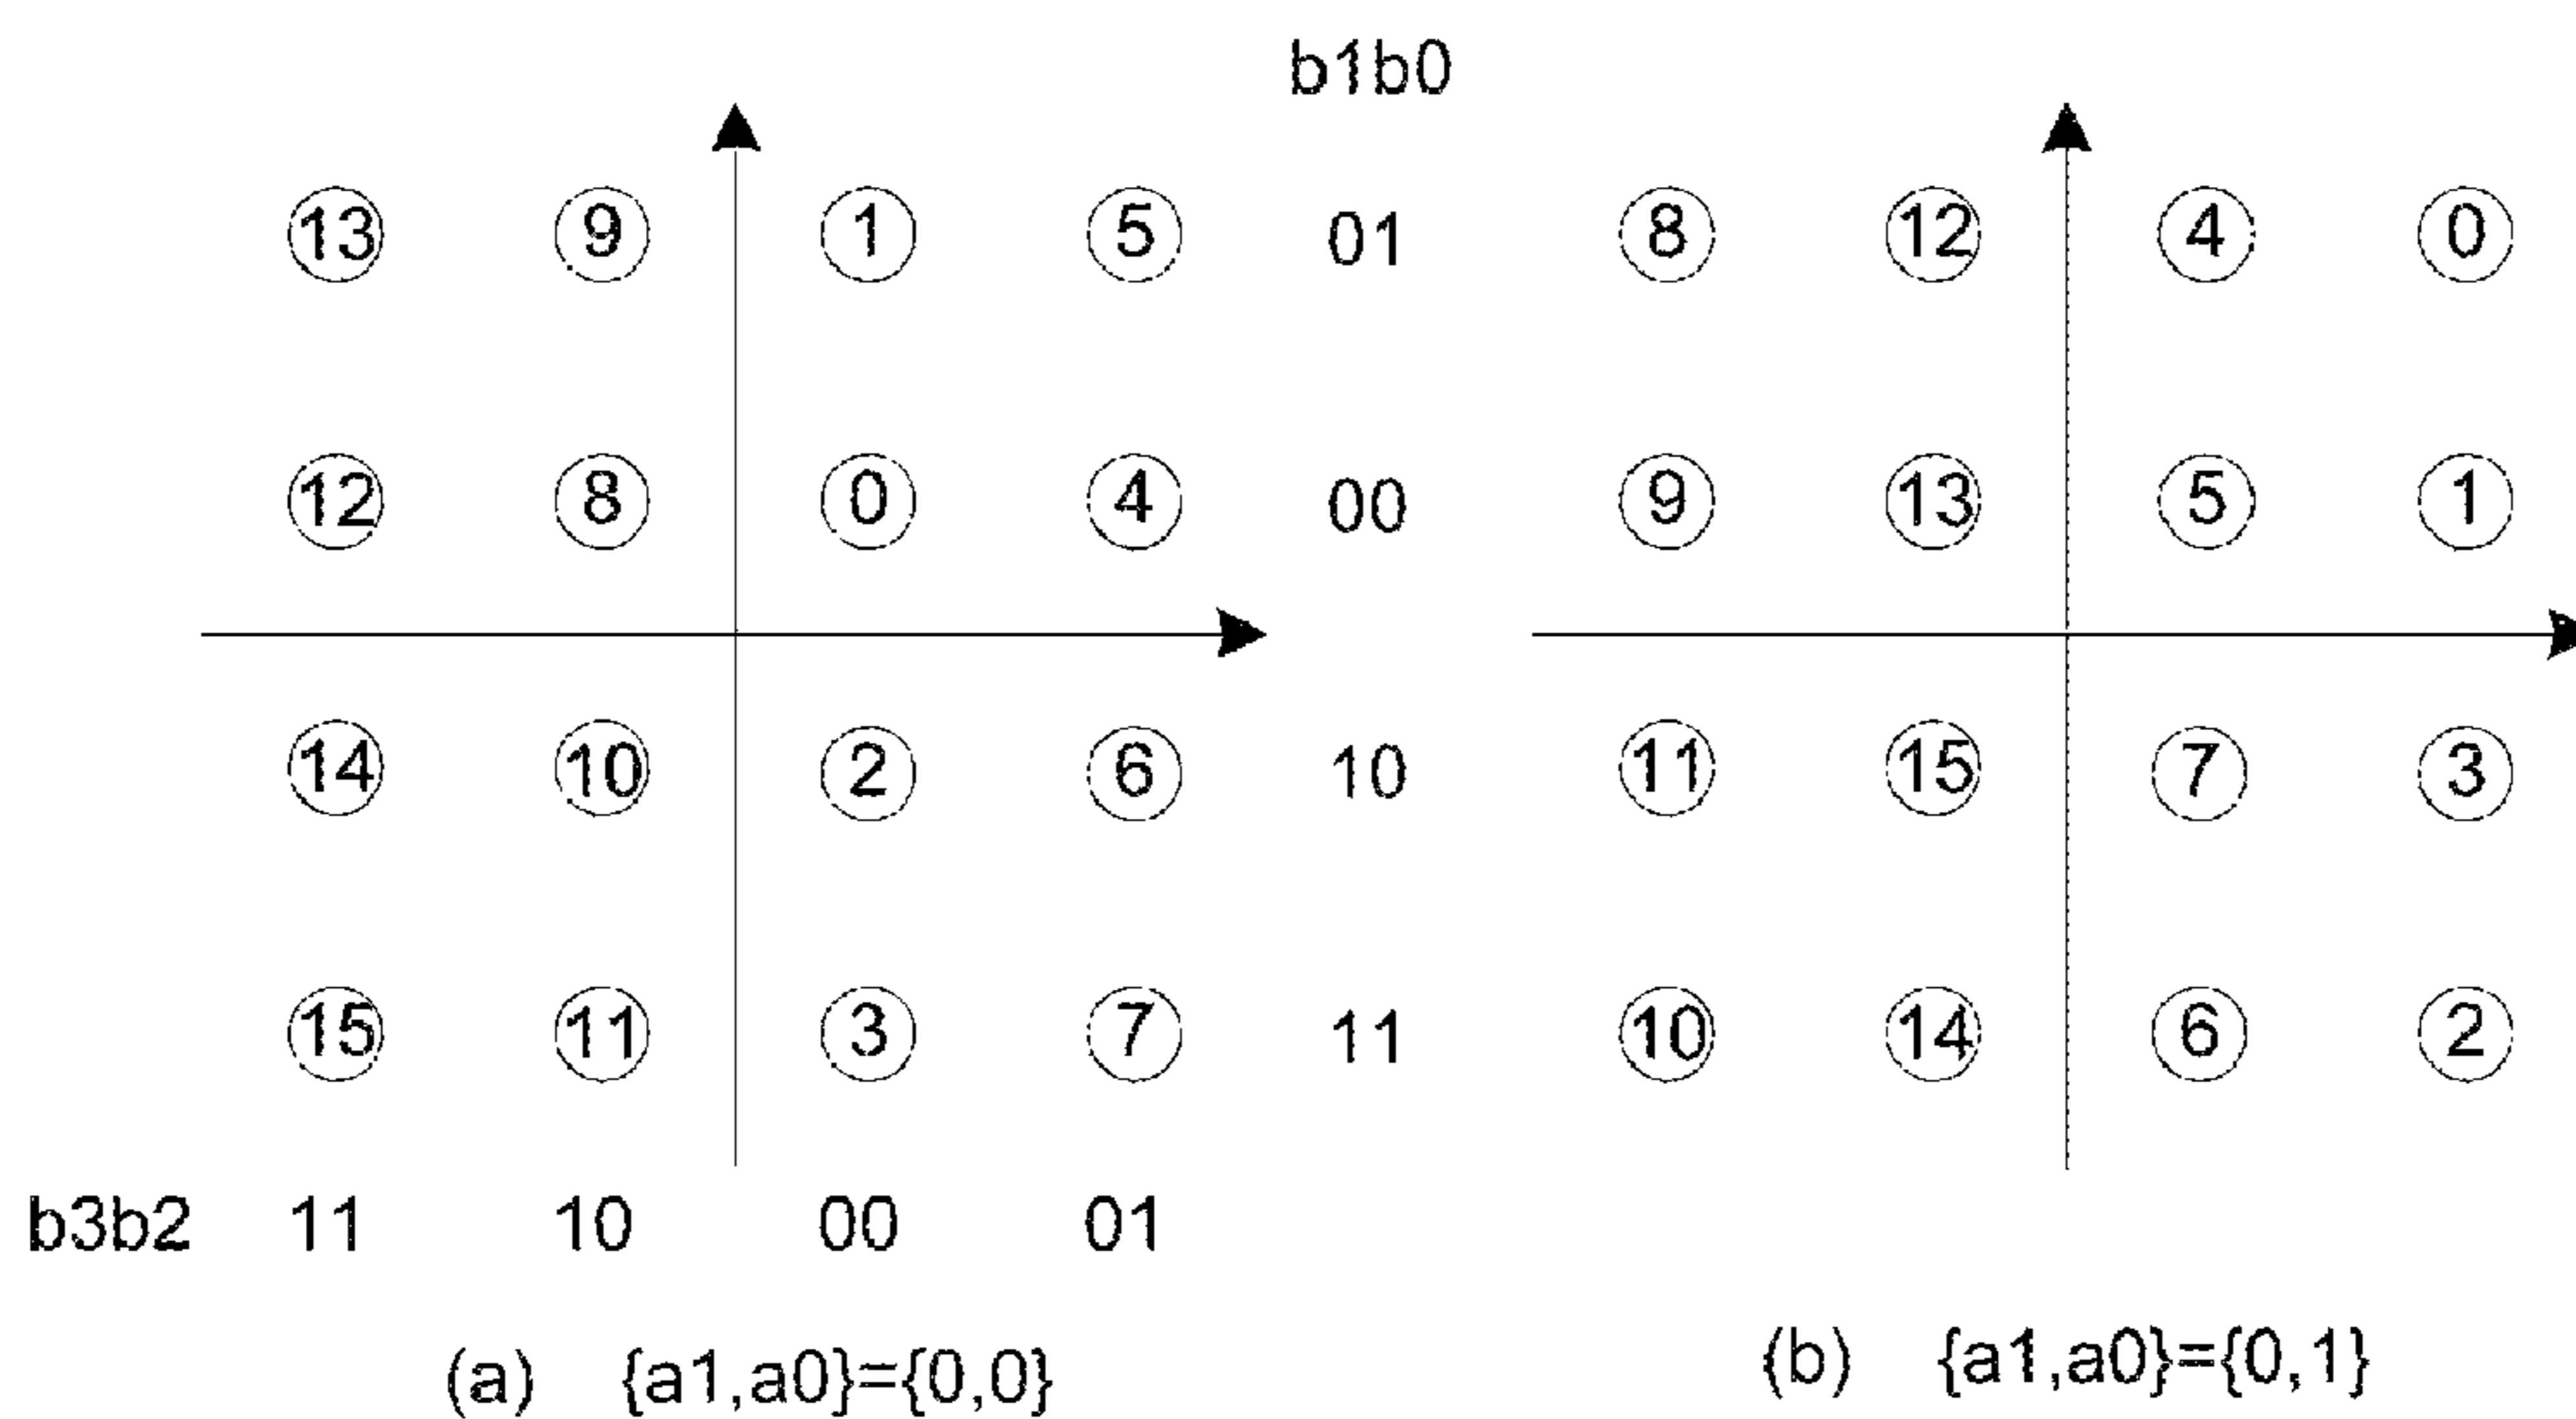 b1b0
13 9 1 5 01 8 12 4 0
12 8 0 4 00 9 13 5 1
14 10 2 6 10 11 15 7 3
15 11 3 7 11 10 14 6 2
b3b2 11 10 00 01
(a) {a1,a0}={0,0} (b) {a1,a0}={0,1}